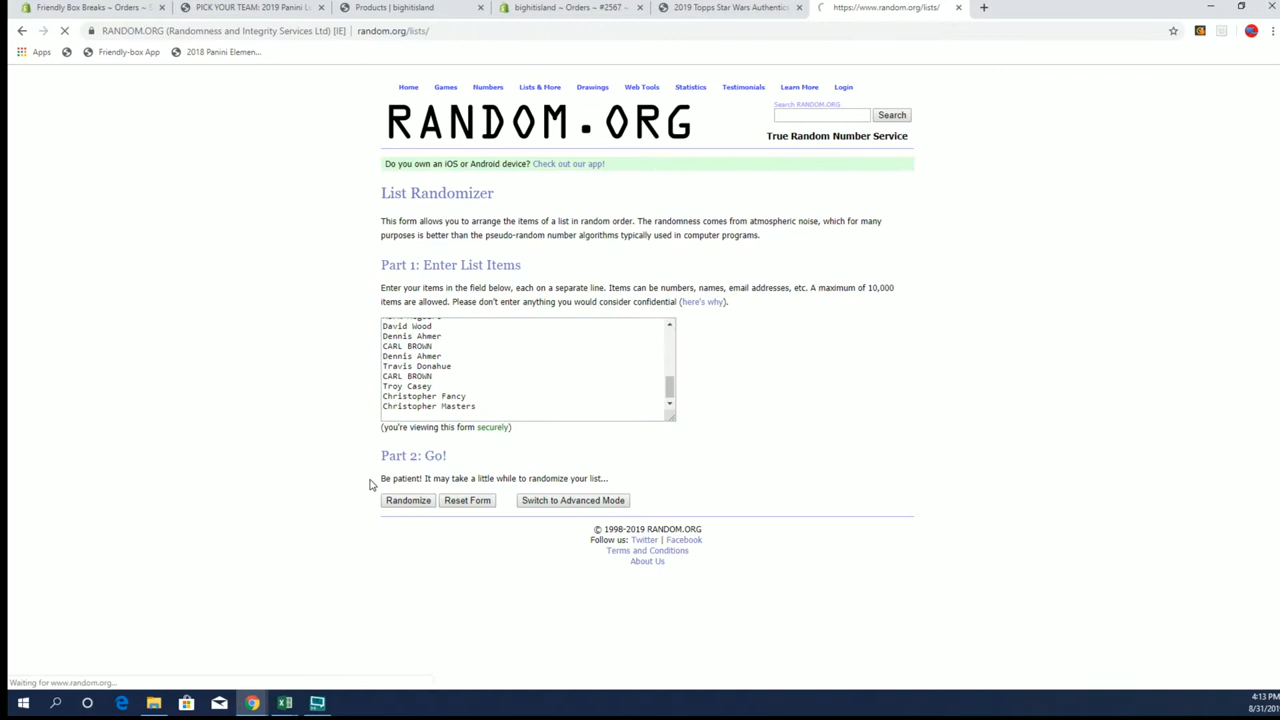 Friendly Box Breaks ~ Orders ~ S
PICK YOUR TEAM: 2019 Panini L
Products | bighitisland
bighitisland ~ Orders ~ #2567 ~
2019 Topps Star Wars Authentic
https://www.random.org/lists/
RANDOM.ORG (Randomness and Integrity Services Ltd) [IE] | random.org/lists/
Apps
Friendly-box App
2018 Panini Elemen...
Home Games Numbers Lists & More Drawings Web Tools Statistics Testimonials Learn More Login
RANDOM.ORG
Search RANDOM.ORG
Search
True Random Number Service
Do you own an iOS or Android device? Check out our app!
List Randomizer
This form allows you to arrange the items of a list in random order. The randomness comes from atmospheric noise, which for many
purposes is better than the pseudo-random number algorithms typically used in computer programs.
Part 1: Enter List Items
Enter your items in the field below, each on a separate line. Items can be numbers, names, email addresses, etc. A maximum of 10,000
items are allowed. Please don't enter anything you would consider confidential (here's why).
David Wood
Dennis Ahmer
CARL BROWN
Dennis Ahmer
Travis Donahue
CARL BROWN
Troy Casey
Christopher Fancy
Christopher Masters
(you're viewing this form securely)
Part 2: Go!
Be patient! It may take a little while to randomize your list...
Randomize Reset Form Switch to Advanced Mode
© 1998-2019 RANDOM.ORG
Follow us: Twitter | Facebook
Terms and Conditions
About Us
Waiting for www.random.org...
4:13 PM
8/31/201